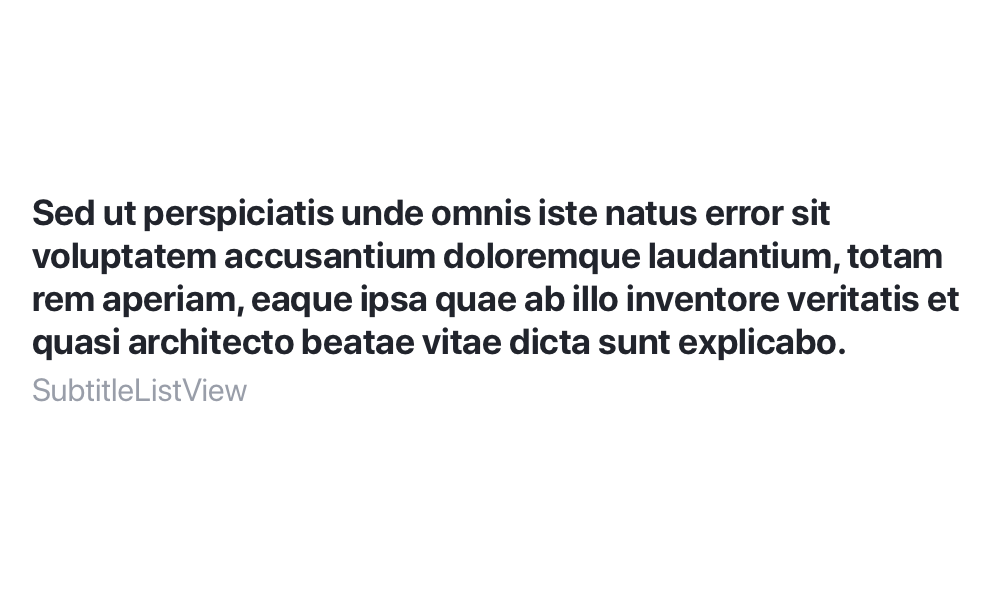 Sed ut perspiciatis unde omnis iste natus error sit
voluptatem accusantium doloremque laudantium, totam
rem aperiam, eaque ipsa quae ab illo inventore veritatis et
quasi architecto beatae vitae dicta sunt explicabo.
SubtitleListView